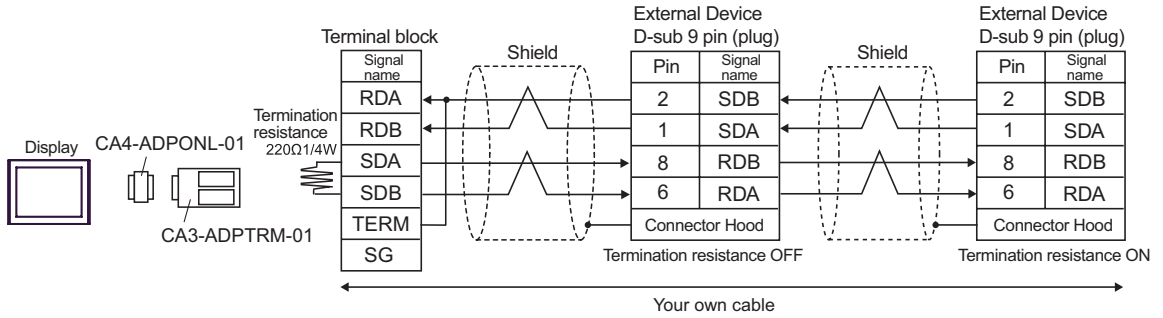 Display
CA4-ADPONL-01
CA3-ADPTRM-01
Termination
resistance
220Ω1/4W
Terminal block
Signal
name
RDA
RDB
SDA
SDB
TERM
SG
Shield
External Device
D-sub 9 pin (plug)
Pin Signal
name
2 SDB
1 SDA
8 RDB
6 RDA
Connector Hood
Termination resistance OFF
Shield
External Device
D-sub 9 pin (plug)
Pin Signal
name
2 SDB
1 SDA
8 RDB
6 RDA
Connector Hood
Termination resistance ON
Your own cable